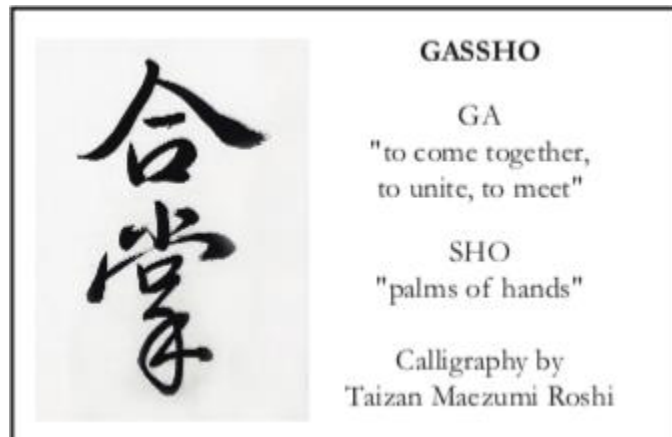 合
掌
GASSHO
GA
"to come together,
to unite, to meet"
SHO
"palms of hands"
Calligraphy by
Taizan Maezumi Roshi